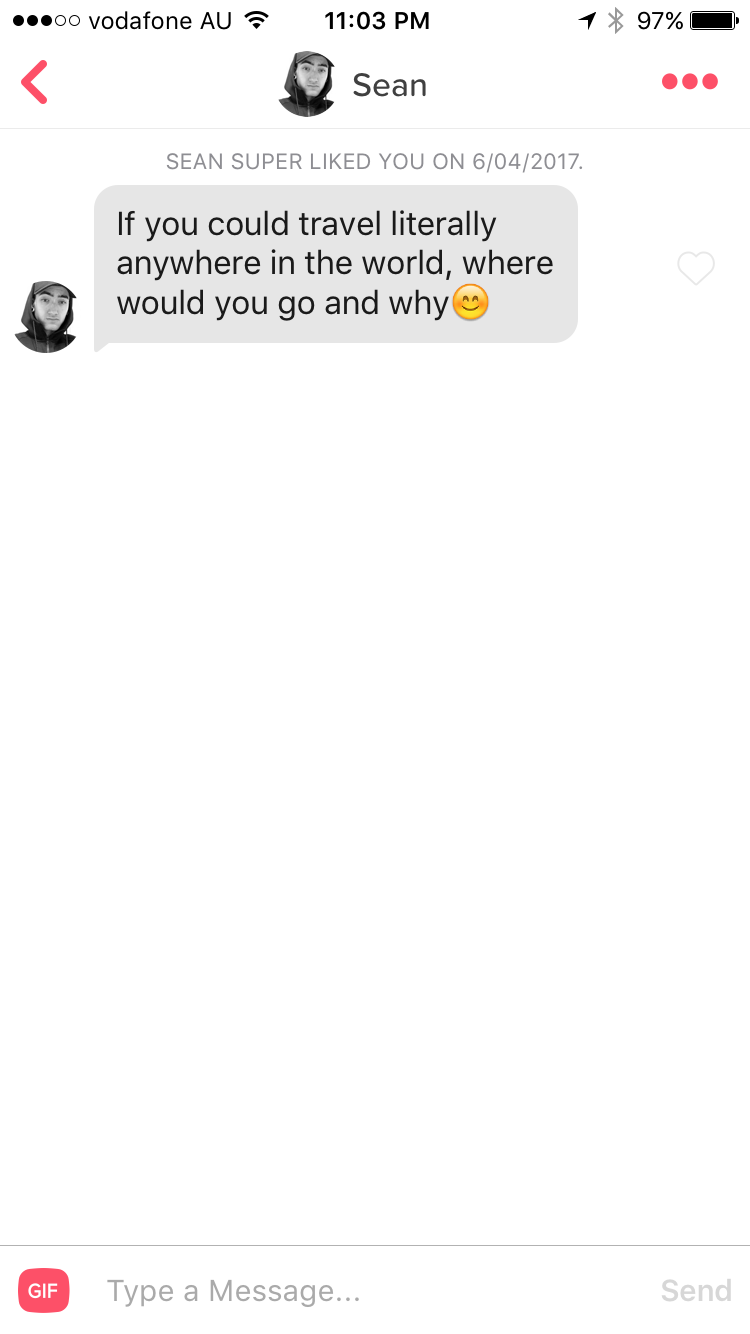 vodafone AU 11:03 PM 97%
Sean
SEAN SUPER LIKED YOU ON 6/04/2017.
If you could travel literally
anywhere in the world, where
would you go and why😊
GIF Type a Message... Send